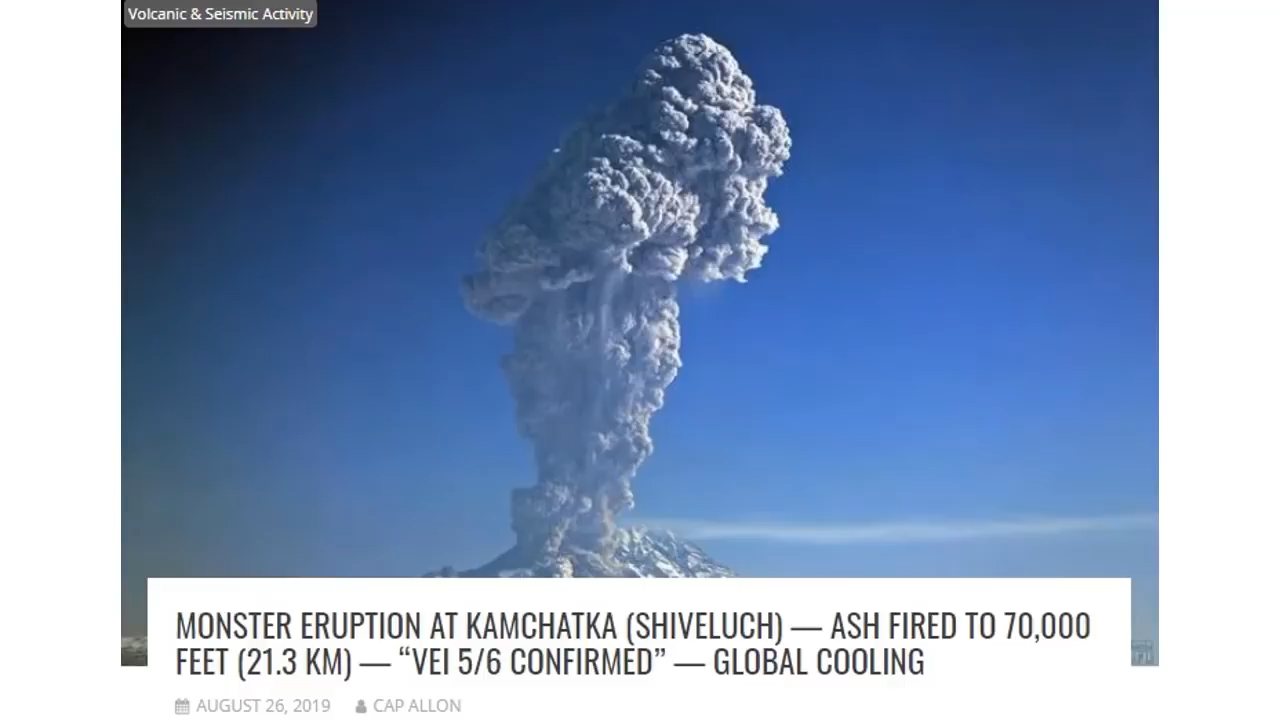 Volcanic & Seismic Activity
MONSTER ERUPTION AT KAMCHATKA (SHIVELUCH) — ASH FIRED TO 70,000
FEET (21.3 KM) — “VEI 5/6 CONFIRMED” — GLOBAL COOLING
AUGUST 26, 2019 CAP ALLON